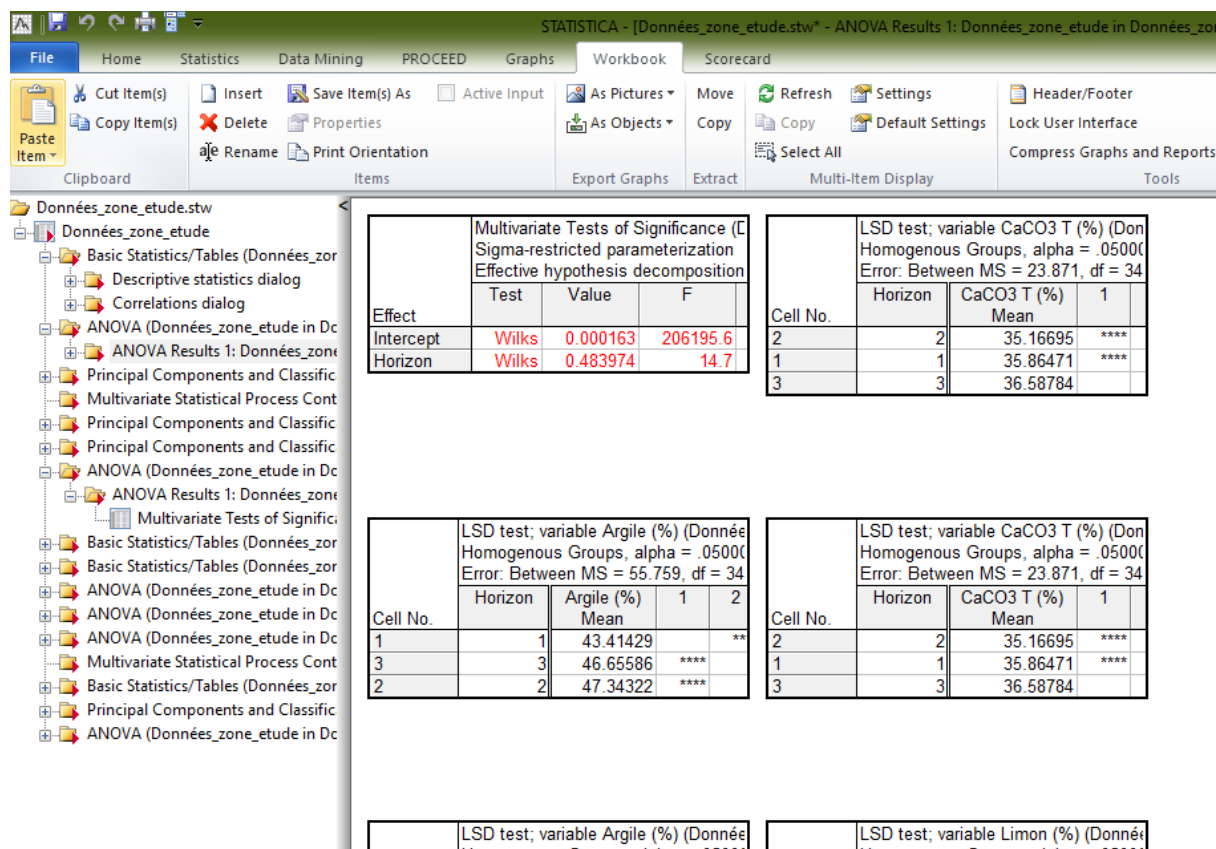 STATISTICA - [Données_zone_etude.stw* - ANOVA Results 1: Données_zone_etude in Données_zo
File Home Statistics Data Mining PROCEED Graphs Workbook Scorecard
Cut Item(s) Insert Save Item(s) As Active Input As Pictures Move Refresh Settings Header/Footer
Copy Item(s) Delete Properties As Objects Copy Copy Default Settings Lock User Interface
Paste Item
Rename Print Orientation Select All Compress Graphs and Reports
Clipboard Items Export Graphs Extract Multi-Item Display Tools
Données_zone_etude.stw
Données_zone_etude
Basic Statistics/Tables (Données_zor
Descriptive statistics dialog
Correlations dialog
ANOVA (Données_zone_etude in Dc
ANOVA Results 1: Données_zone
Principal Components and Classific
Multivariate Statistical Process Cont
Principal Components and Classific
Principal Components and Classific
ANOVA (Données_zone_etude in Dc
ANOVA Results 1: Données_zone
Multivariate Tests of Significa
Basic Statistics/Tables (Données_zor
Basic Statistics/Tables (Données_zor
ANOVA (Données_zone_etude in Dc
ANOVA (Données_zone_etude in Dc
ANOVA (Données_zone_etude in Dc
Multivariate Statistical Process Cont
Basic Statistics/Tables (Données_zor
Principal Components and Classific
ANOVA (Données_zone_etude in Dc
Multivariate Tests of Significance (D
Sigma-restricted parameterization
Effective hypothesis decomposition
Effect Test Value F
Intercept Wilks 0.000163 206195.6
Horizon Wilks 0.483974 14.7
LSD test; variable CaCO3 T (%) (Don
Homogenous Groups, alpha = .05000
Error: Between MS = 23.871, df = 34
Cell No. Horizon CaCO3 T (%) Mean 1
2 2 35.16695 ****
1 1 35.86471 ****
3 3 36.58784
LSD test; variable Argile (%) (Donnée
Homogenous Groups, alpha = .05000
Error: Between MS = 55.759, df = 34
Cell No. Horizon Argile (%) Mean 1 2
1 1 43.41429 **
3 3 46.65586 ****
2 2 47.34322 ****
LSD test; variable CaCO3 T (%) (Don
Homogenous Groups, alpha = .05000
Error: Between MS = 23.871, df = 34
Cell No. Horizon CaCO3 T (%) Mean 1
2 2 35.16695 ****
1 1 35.86471 ****
3 3 36.58784
LSD test; variable Argile (%) (Donnée
LSD test; variable Limon (%) (Donnée